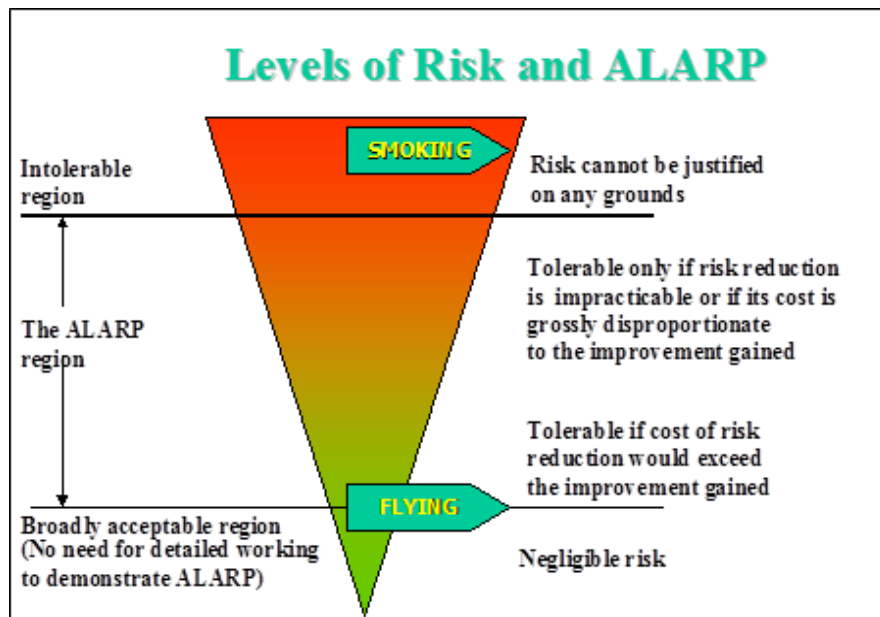 Levels of Risk and ALARP
SMOKING
Intolerable
region
Risk cannot be justified
on any grounds
Tolerable only if risk reduction
is impracticable or if its cost is
grossly disproportionate
to the improvement gained
The ALARP
region
Tolerable if cost of risk
reduction would exceed
the improvement gained
FLYING
Broadly acceptable region
(No need for detailed working
to demonstrate ALARP)
Negligible risk